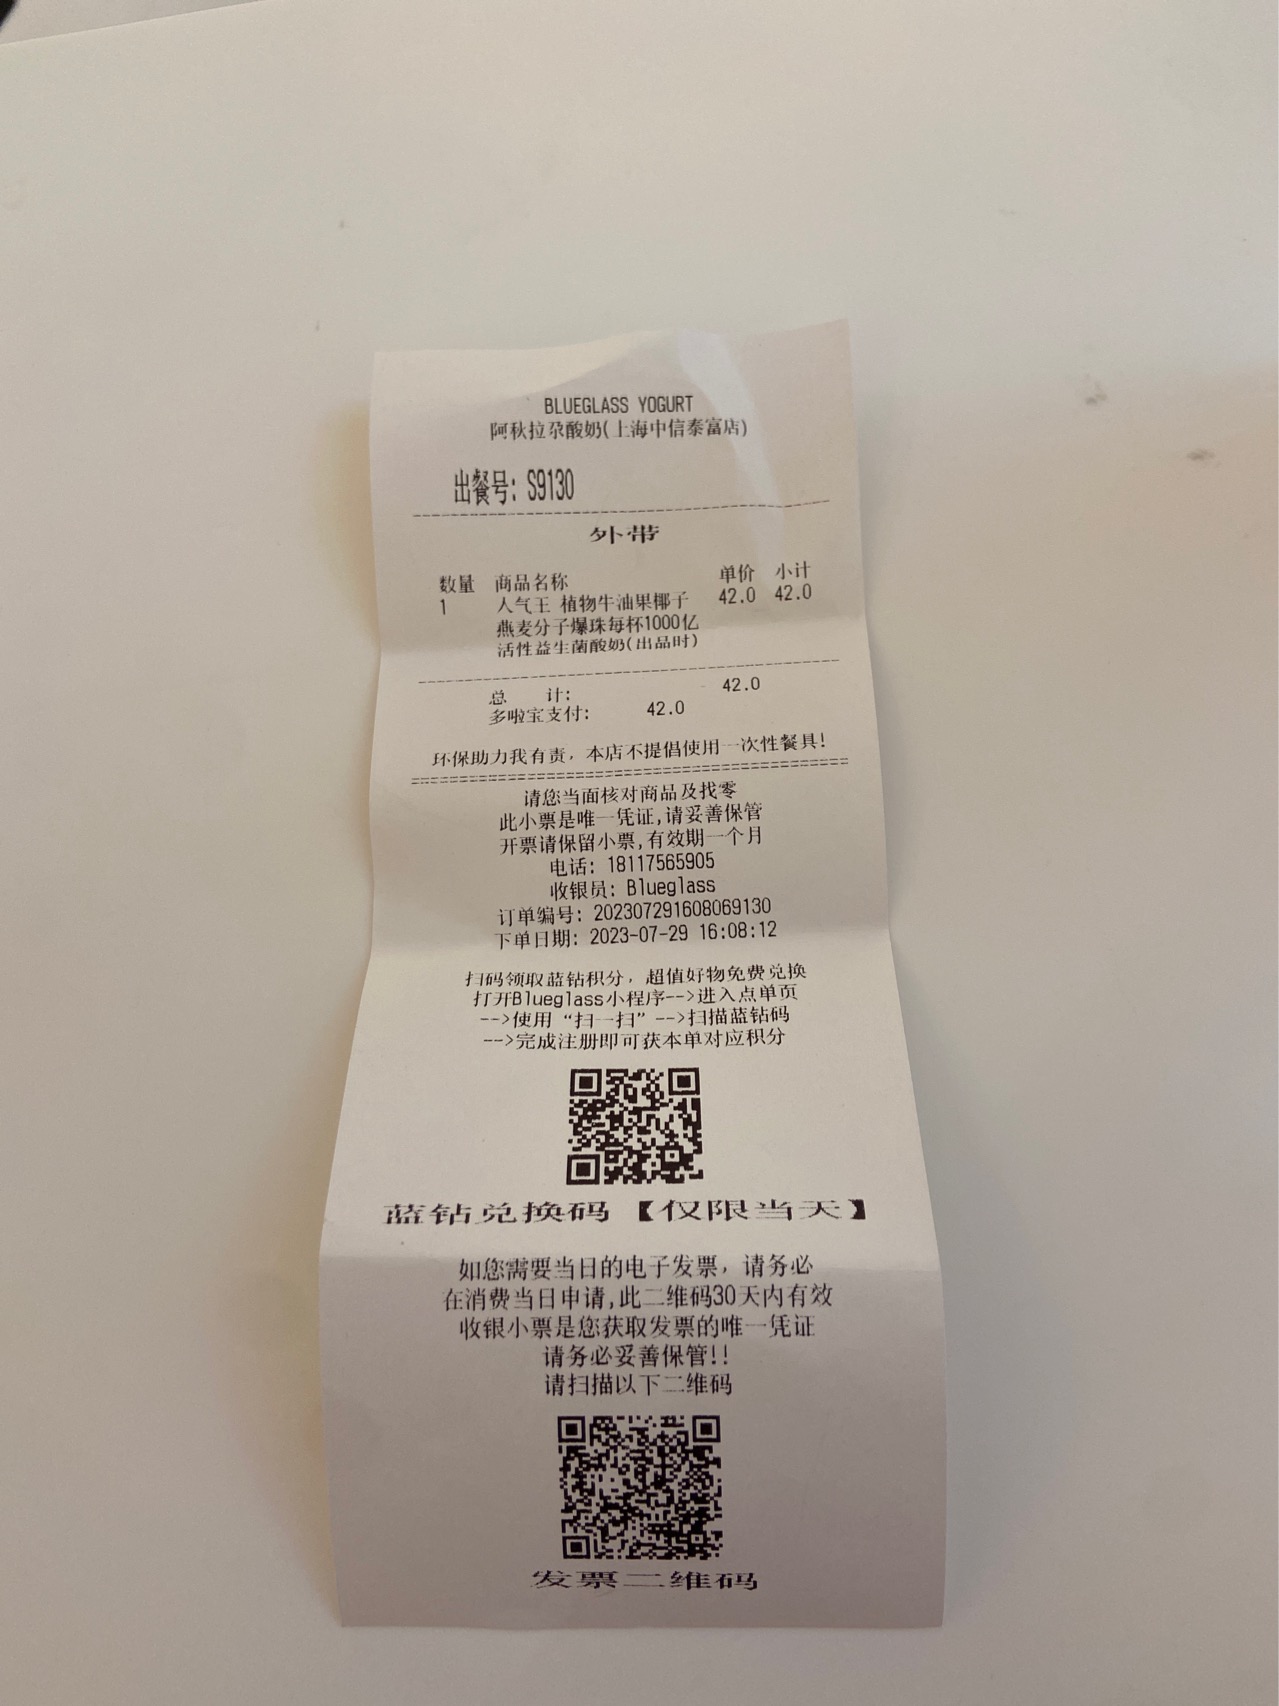 BLUEGLASS YOGURT
阿秋拉尕酸奶(上海中信泰富店)
出餐号: S9130
外带
数量 商品名称 单价 小计
1 人气王 植物牛油果椰子 42.0 42.0
燕麦分子爆珠每杯1000亿
活性益生菌酸奶(出品时)
总 计: 42.0
多啦宝支付: 42.0
环保助力我有责，本店不提倡使用一次性餐具!
请您当面核对商品及找零
此小票是唯一凭证,请妥善保管
开票请保留小票,有效期一个月
电话: 18117565905
收银员: Blueglass
订单编号: 202307291608069130
下单日期: 2023-07-29 16:08:12
扫码领取蓝钻积分，超值好物免费兑换
打开Blueglass小程序-->进入点单页
-->使用“扫一扫”-->扫描蓝钻码
-->完成注册即可获本单对应积分
蓝钻兑换码【仅限当天】
如您需要当日的电子发票，请务必
在消费当日申请,此二维码30天内有效
收银小票是您获取发票的唯一凭证
请务必妥善保管!!
请扫描以下二维码
发票二维码